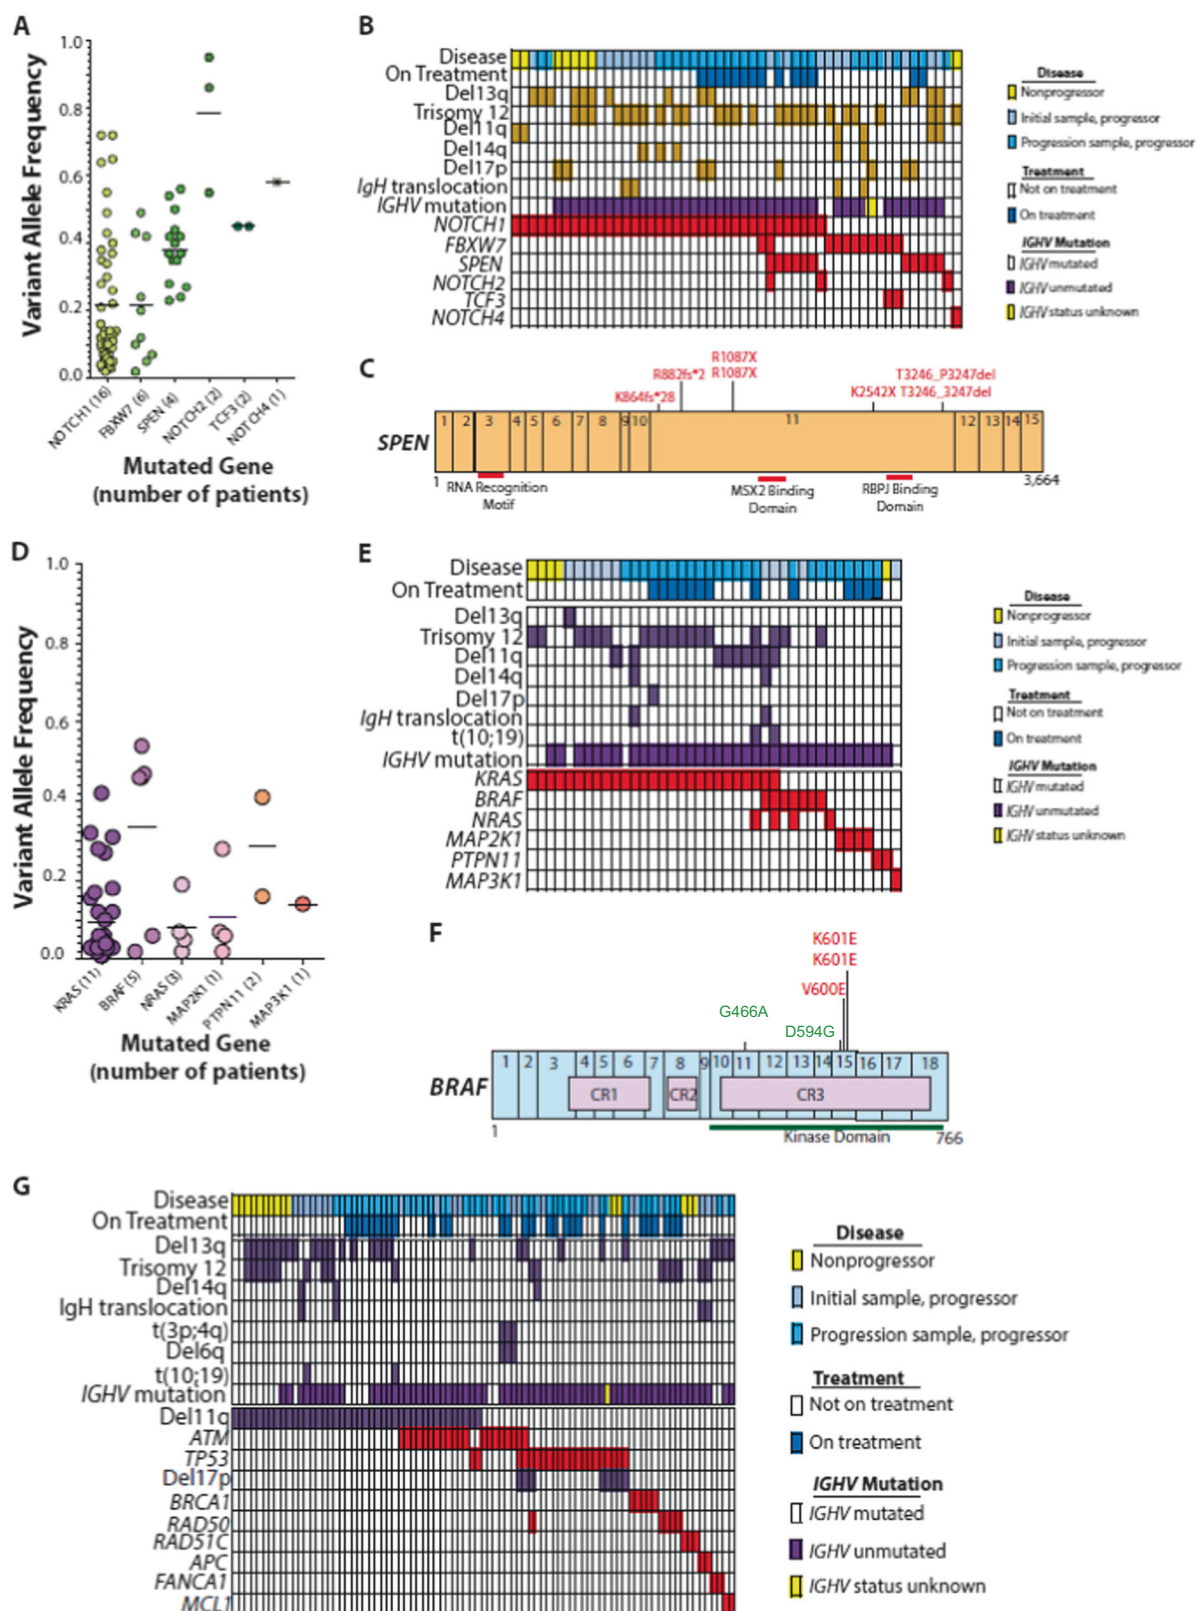 A
1.0
0.8
0.6
0.4
0.2
0.0
Variant Allele Frequency
NOTCH1 (16)
FBXW7 (6)
SPEN (4)
NOTCH2 (2)
TCF3 (2)
NOTCH4 (1)
Mutated Gene
(number of patients)
B
Disease
On Treatment
Del13q
Trisomy 12
Del11q
Del14q
Del17p
IgH translocation
IGHV mutation
NOTCH1
FBXW7
SPEN
NOTCH2
TCF3
NOTCH4
Disease
Nonprogressor
Initial sample, progressor
Progression sample, progressor
Treatment
Not on treatment
On treatment
IGHV Mutation
IGHV mutated
IGHV unmutated
IGHV status unknown
C
R1087X
R882fs*2 R1087X
T3246_P3247del
K864fs*28
K2542X T3246_3247del
SPEN
1 2 3 4 5 6 7 8 9 10 11 12 13 14 15
1
3,664
RNA Recognition
Motif
MSX2 Binding
Domain
RBPJ Binding
Domain
D
1.0
0.8
0.6
0.4
0.2
0.0
Variant Allele Frequency
KRAS (11)
BRAF (5)
NRAS (3)
MAP2K1 (1)
PTPN11 (2)
MAP3K1 (1)
Mutated Gene
(number of patients)
E
Disease
On Treatment
Del13q
Trisomy 12
Del11q
Del14q
Del17p
IgH translocation
t(10;19)
IGHV mutation
KRAS
BRAF
NRAS
MAP2K1
PTPN11
MAP3K1
Disease
Nonprogressor
Initial sample, progressor
Progression sample, progressor
Treatment
Not on treatment
On treatment
IGHV Mutation
IGHV mutated
IGHV unmutated
IGHV status unknown
F
K601E
K601E
V600E
G466A
D594G
BRAF
1 2 3 4 5 6 7 8 9 10 11 12 13 14 15 16 17 18
CR1 CR2 CR3
1
Kinase Domain
766
G
Disease
On Treatment
Del13q
Trisomy 12
Del14q
IgH translocation
t(3p;4q)
Del6q
t(10;19)
IGHV mutation
Del11q
ATM
TP53
Del17p
BRCA1
RAD50
RAD51C
APC
FANCA1
MCL1
Disease
Nonprogressor
Initial sample, progressor
Progression sample, progressor
Treatment
Not on treatment
On treatment
IGHV Mutation
IGHV mutated
IGHV unmutated
IGHV status unknown